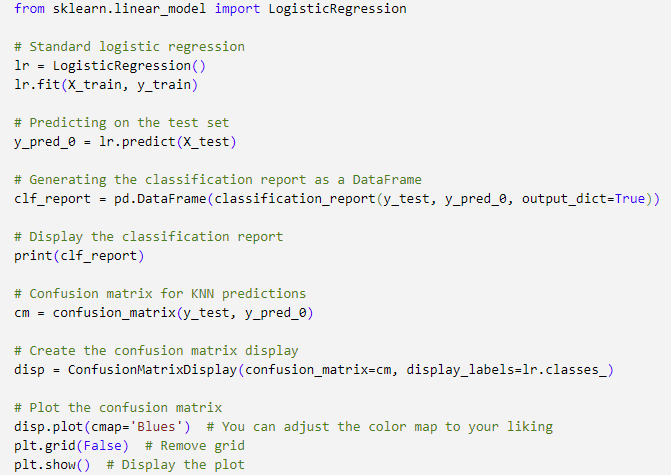 from sklearn.linear_model import LogisticRegression
# Standard logistic regression
lr = LogisticRegression()
lr.fit(X_train, y_train)
# Predicting on the test set
y_pred_0 = lr.predict(X_test)
# Generating the classification report as a DataFrame
clf_report = pd.DataFrame(classification_report(y_test, y_pred_0, output_dict=True))
# Display the classification report
print(clf_report)
# Confusion matrix for KNN predictions
cm = confusion_matrix(y_test, y_pred_0)
# Create the confusion matrix display
disp = ConfusionMatrixDisplay(confusion_matrix=cm, display_labels=lr.classes_)
# Plot the confusion matrix
disp.plot(cmap='Blues')  # You can adjust the color map to your liking
plt.grid(False)  # Remove grid
plt.show()  # Display the plot